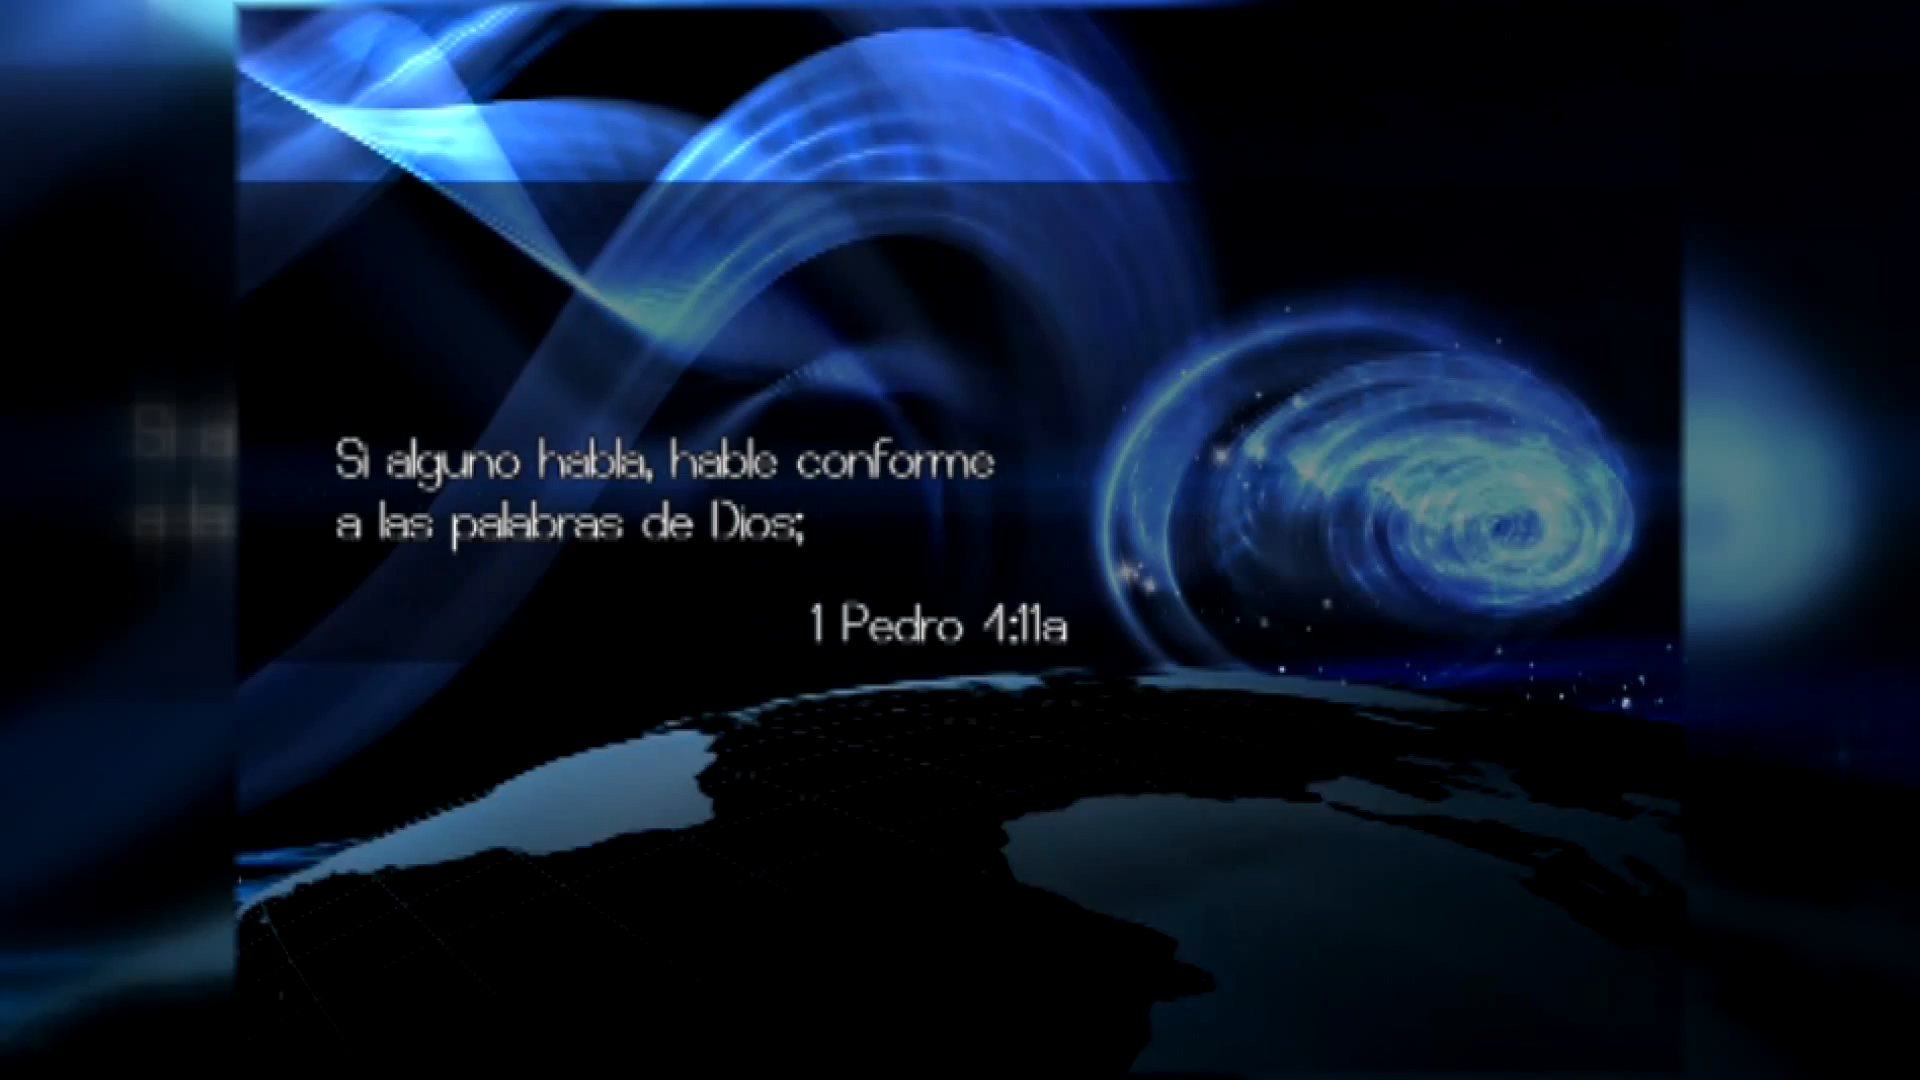 Si alguno habla, hable conforme
a las palabras de Dios;
1 Pedro 4:11a